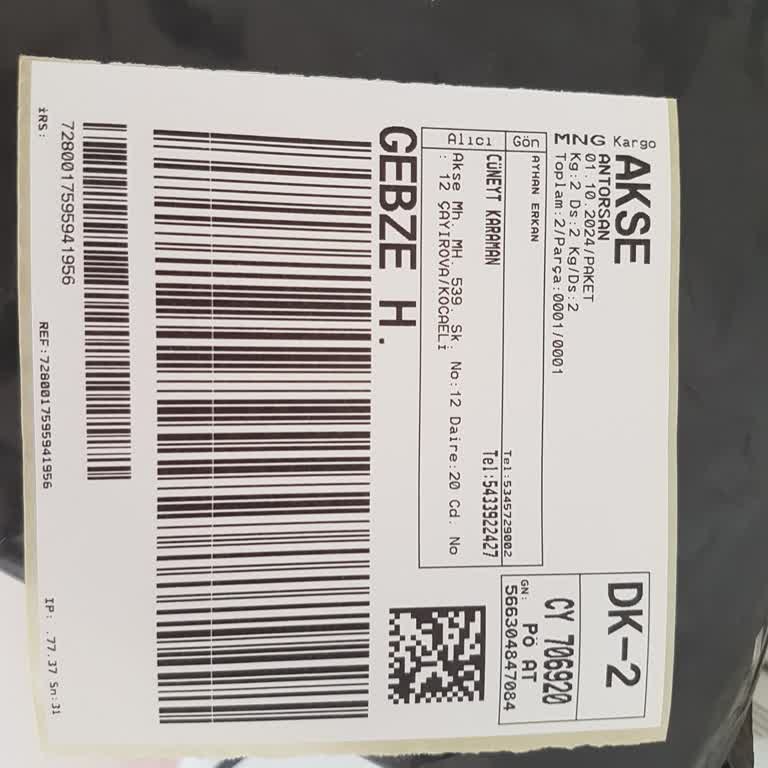 MNG Kargo
AKSE
ANTORSAN
01.10.2024/PAKET
Kg:2 Ds:2 Kg/Ds:2
Toplam:2/Parça:0001/0001
DK-2
CY 706920
PÖ AT
GN: 566304847084
Gön
AYHAN ERKAN
Tel:5345729002
Alıcı
CÜNEYT KARAMAN
Tel:5433922427
Akse Mh. MH. 539. Sk. No:12 Daire:20 Cd. No
: 12 ÇAYIROVA/KOCAELİ
GEBZE H.
7280017595941956
İRS:
REF:7280017595941956
IP: .77.37 Sn:31